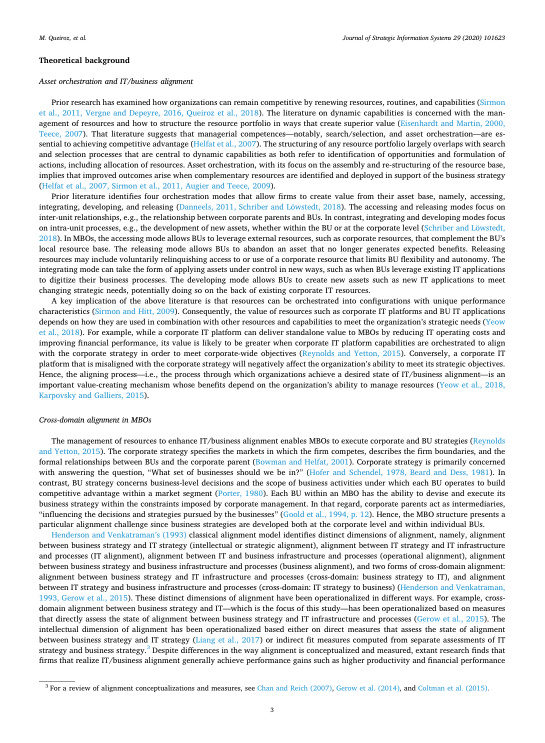 M. Queiroz, et al.
Journal of Strategic Information Systems 29 (2020) 101623
Theoretical background
Asset orchestration and IT/business alignment
Prior research has examined how organizations can remain competitive by renewing resources, routines, and capabilities (Sirmon
et al., 2011, Vergne and Depeyre, 2016, Queiroz et al., 2018). The literature on dynamic capabilities is concerned with the man-
agement of resources and how to structure the resource portfolio in ways that create superior value (Eisenhardt and Martin, 2000,
Teece, 2007). That literature suggests that managerial competences—notably, search/selection, and asset orchestration—are es-
sential to achieving competitive advantage (Helfat et al., 2007). The structuring of any resource portfolio largely overlaps with search
and selection processes that are central to dynamic capabilities as both refer to identification of opportunities and formulation of
actions, including allocation of resources. Asset orchestration, with its focus on the assembly and re-structuring of the resource base,
implies that improved outcomes arise when complementary resources are identified and deployed in support of the business strategy
(Helfat et al., 2007, Sirmon et al., 2011, Augier and Teece, 2009).
Prior literature identifies four orchestration modes that allow firms to create value from their asset base, namely, accessing,
integrating, developing, and releasing (Danneels, 2011, Schriber and Löwstedt, 2018). The accessing and releasing modes focus on
inter-unit relationships, e.g., the relationship between corporate parents and BUs. In contrast, integrating and developing modes focus
on intra-unit processes, e.g., the development of new assets, whether within the BU or at the corporate level (Schriber and Löwstedt,
2018). In MBOs, the accessing mode allows BUs to leverage external resources, such as corporate resources, that complement the BU's
local resource base. The releasing mode allows BUs to abandon an asset that no longer generates expected benefits. Releasing
resources may include voluntarily relinquishing access to or use of a corporate resource that limits BU flexibility and autonomy. The
integrating mode can take the form of applying assets under control in new ways, such as when BUs leverage existing IT applications
to digitize their business processes. The developing mode allows BUs to create new assets such as new IT applications to meet
changing strategic needs, potentially doing so on the back of existing corporate IT resources.
A key implication of the above literature is that resources can be orchestrated into configurations with unique performance
characteristics (Sirmon and Hitt, 2009). Consequently, the value of resources such as corporate IT platforms and BU IT applications
depends on how they are used in combination with other resources and capabilities to meet the organization's strategic needs (Yeow
et al., 2018). For example, while a corporate IT platform can deliver standalone value to MBOs by reducing IT operating costs and
improving financial performance, its value is likely to be greater when corporate IT platform capabilities are orchestrated to align
with the corporate strategy in order to meet corporate-wide objectives (Reynolds and Yetton, 2015). Conversely, a corporate IT
platform that is misaligned with the corporate strategy will negatively affect the organization's ability to meet its strategic objectives.
Hence, the aligning process—i.e., the process through which organizations achieve a desired state of IT/business alignment—is an
important value-creating mechanism whose benefits depend on the organization's ability to manage resources (Yeow et al., 2018,
Karpovsky and Galliers, 2015).
Cross-domain alignment in MBOs
The management of resources to enhance IT/business alignment enables MBOs to execute corporate and BU strategies (Reynolds
and Yetton, 2015). The corporate strategy specifies the markets in which the firm competes, describes the firm boundaries, and the
formal relationships between BUs and the corporate parent (Bowman and Helfat, 2001). Corporate strategy is primarily concerned
with answering the question, “What set of businesses should we be in?” (Hofer and Schendel, 1978, Beard and Dess, 1981). In
contrast, BU strategy concerns business-level decisions and the scope of business activities under which each BU operates to build
competitive advantage within a market segment (Porter, 1980). Each BU within an MBO has the ability to devise and execute its
business strategy within the constraints imposed by corporate management. In that regard, corporate parents act as intermediaries,
“influencing the decisions and strategies pursued by the businesses” (Goold et al., 1994, p. 12). Hence, the MBO structure presents a
particular alignment challenge since business strategies are developed both at the corporate level and within individual BUs.
Henderson and Venkatraman's (1993) classical alignment model identifies distinct dimensions of alignment, namely, alignment
between business strategy and IT strategy (intellectual or strategic alignment), alignment between IT strategy and IT infrastructure
and processes (IT alignment), alignment between IT and business infrastructure and processes (operational alignment), alignment
between business strategy and business infrastructure and processes (business alignment), and two forms of cross-domain alignment:
alignment between business strategy and IT infrastructure and processes (cross-domain: business strategy to IT), and alignment
between IT strategy and business infrastructure and processes (cross-domain: IT strategy to business) (Henderson and Venkatraman,
1993, Gerow et al., 2015). These distinct dimensions of alignment have been operationalized in different ways. For example, cross-
domain alignment between business strategy and IT—which is the focus of this study—has been operationalized based on measures
that directly assess the state of alignment between business strategy and IT infrastructure and processes (Gerow et al., 2015). The
intellectual dimension of alignment has been operationalized based either on direct measures that assess the state of alignment
between business strategy and IT strategy (Liang et al., 2017) or indirect fit measures computed from separate assessments of IT
strategy and business strategy.3 Despite differences in the way alignment is conceptualized and measured, extant research finds that
firms that realize IT/business alignment generally achieve performance gains such as higher productivity and financial performance
3 For a review of alignment conceptualizations and measures, see Chan and Reich (2007), Gerow et al. (2014), and Coltman et al. (2015).
3